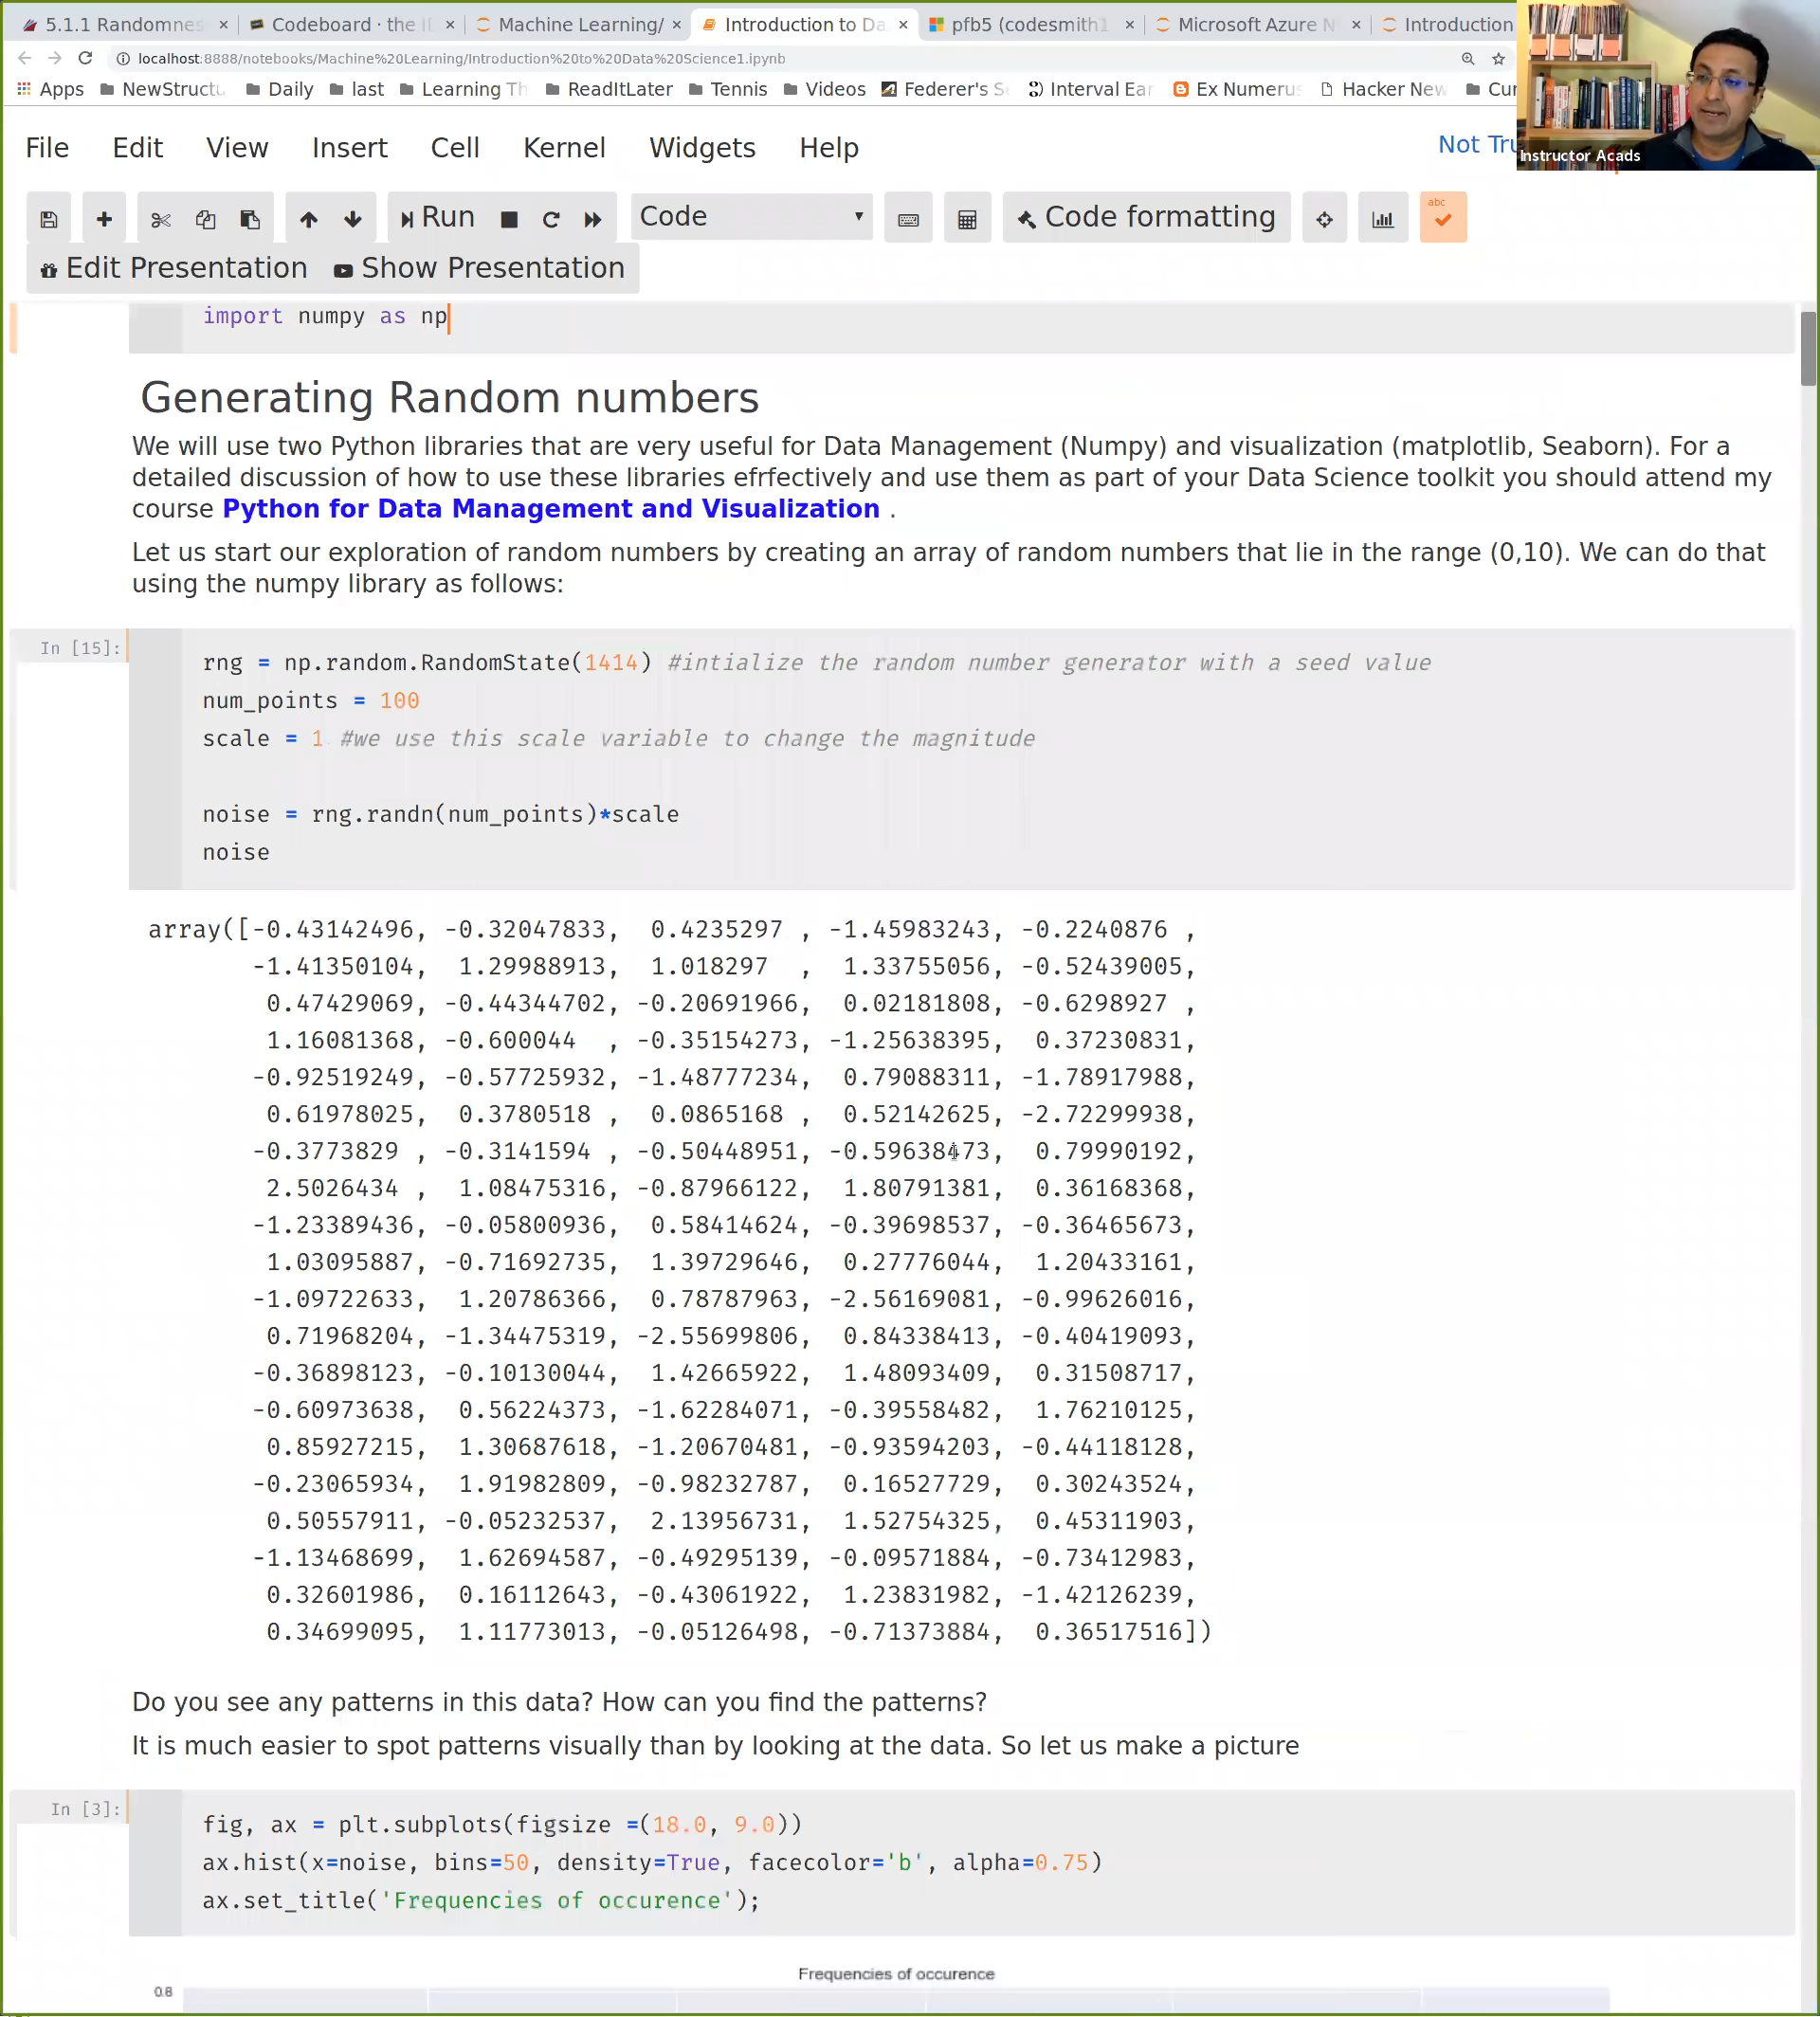 5.1.1 Randomnes
Codeboard · the I
Machine Learning/
Introduction to Da
pfb5 (codesmith1
Microsoft Azure N
Introduction
localhost:8888/notebooks/Machine%20Learning/Introduction%20to%20Data%20Science1.ipynb
Apps NewStructu Daily last Learning Th ReadItLater Tennis Videos Federer's S Interval Ear Ex Numerus Hacker New Cur
File Edit View Insert Cell Kernel Widgets Help Not Tru
Instructor Acads
Run Code Code formatting abc
Edit Presentation Show Presentation
import numpy as np
Generating Random numbers
We will use two Python libraries that are very useful for Data Management (Numpy) and visualization (matplotlib, Seaborn). For a
detailed discussion of how to use these libraries efrfectively and use them as part of your Data Science toolkit you should attend my
course Python for Data Management and Visualization .
Let us start our exploration of random numbers by creating an array of random numbers that lie in the range (0,10). We can do that
using the numpy library as follows:
In [15]:
rng = np.random.RandomState(1414) #intialize the random number generator with a seed value
num_points = 100
scale = 1 #we use this scale variable to change the magnitude
noise = rng.randn(num_points)*scale
noise
array([-0.43142496, -0.32047833, 0.4235297 , -1.45983243, -0.2240876 ,
-1.41350104, 1.29988913, 1.018297 , 1.33755056, -0.52439005,
0.47429069, -0.44344702, -0.20691966, 0.02181808, -0.6298927 ,
1.16081368, -0.600044 , -0.35154273, -1.25638395, 0.37230831,
-0.92519249, -0.57725932, -1.48777234, 0.79088311, -1.78917988,
0.61978025, 0.3780518 , 0.0865168 , 0.52142625, -2.72299938,
-0.3773829 , -0.3141594 , -0.50448951, -0.59638473, 0.79990192,
2.5026434 , 1.08475316, -0.87966122, 1.80791381, 0.36168368,
-1.23389436, -0.05800936, 0.58414624, -0.39698537, -0.36465673,
1.03095887, -0.71692735, 1.39729646, 0.27776044, 1.20433161,
-1.09722633, 1.20786366, 0.78787963, -2.56169081, -0.99626016,
0.71968204, -1.34475319, -2.55699806, 0.84338413, -0.40419093,
-0.36898123, -0.10130044, 1.42665922, 1.48093409, 0.31508717,
-0.60973638, 0.56224373, -1.62284071, -0.39558482, 1.76210125,
0.85927215, 1.30687618, -1.20670481, -0.93594203, -0.44118128,
-0.23065934, 1.91982809, -0.98232787, 0.16527729, 0.30243524,
0.50557911, -0.05232537, 2.13956731, 1.52754325, 0.45311903,
-1.13468699, 1.62694587, -0.49295139, -0.09571884, -0.73412983,
0.32601986, 0.16112643, -0.43061922, 1.23831982, -1.42126239,
0.34699095, 1.11773013, -0.05126498, -0.71373884, 0.36517516])
Do you see any patterns in this data? How can you find the patterns?
It is much easier to spot patterns visually than by looking at the data. So let us make a picture
In [3]:
fig, ax = plt.subplots(figsize =(18.0, 9.0))
ax.hist(x=noise, bins=50, density=True, facecolor='b', alpha=0.75)
ax.set_title('Frequencies of occurence');
Frequencies of occurence
0.8